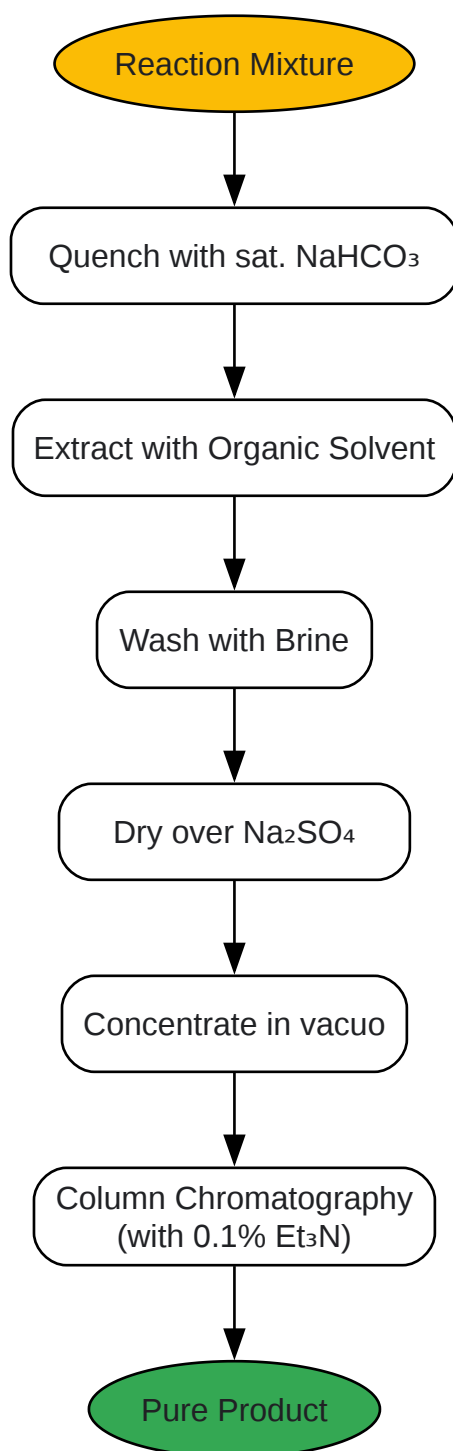 Reaction Mixture
Quench with sat. NaHCO₃
Extract with Organic Solvent
Wash with Brine
Dry over Na₂SO₄
Concentrate in vacuo
Column Chromatography
(with 0.1% Et₃N)
Pure Product